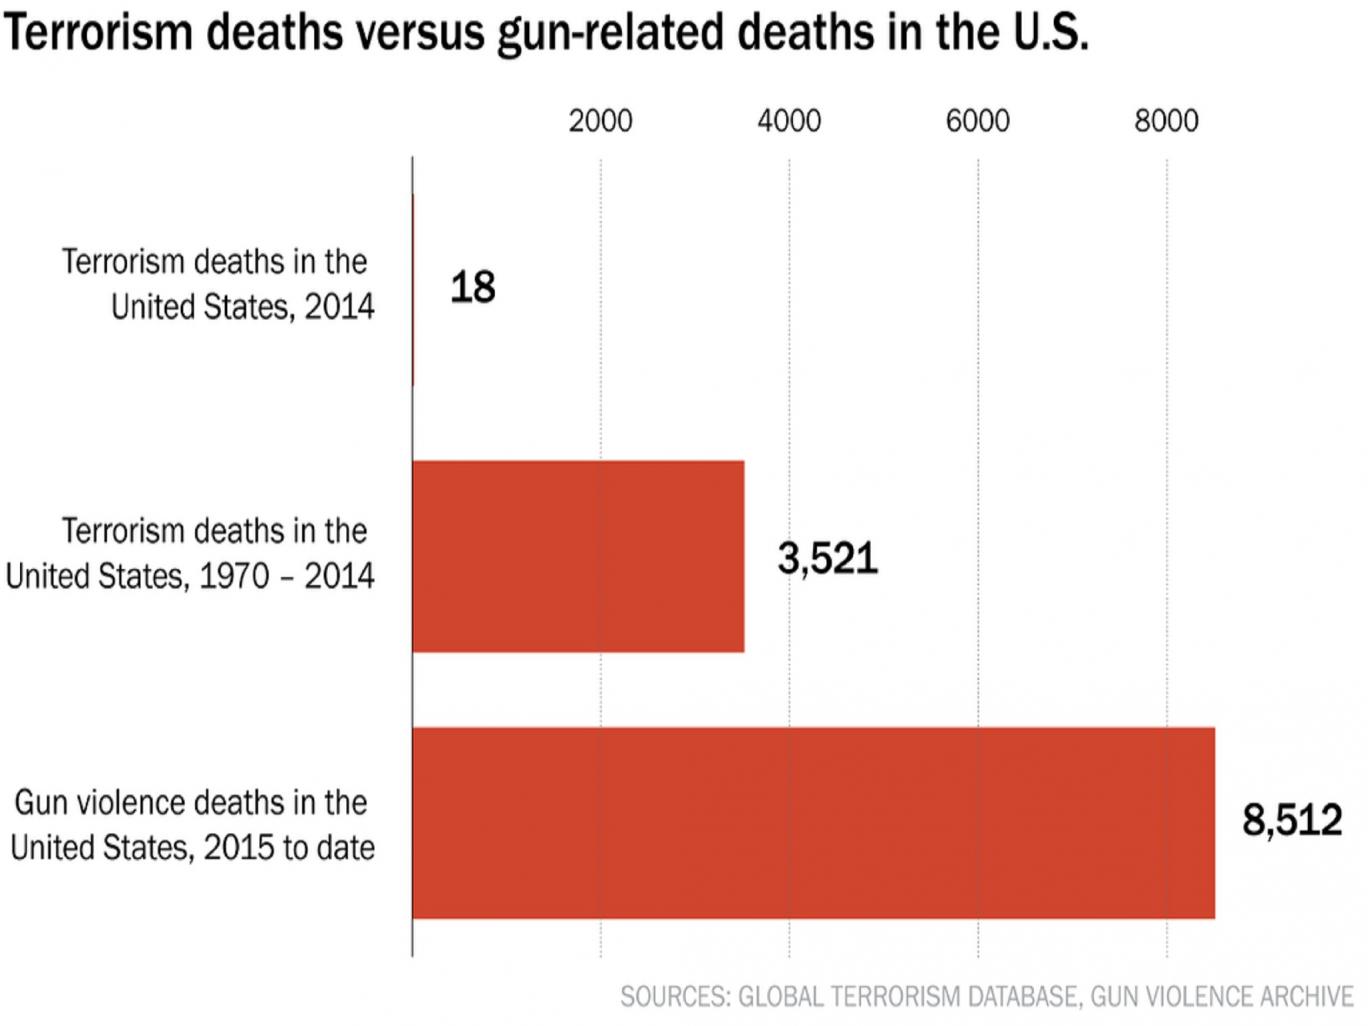 Terrorism deaths versus gun-related deaths in the U.S.
2000 4000 6000 8000
Terrorism deaths in the
United States, 2014
18
Terrorism deaths in the
United States, 1970 – 2014
3,521
Gun violence deaths in the
United States, 2015 to date
8,512
SOURCES: GLOBAL TERRORISM DATABASE, GUN VIOLENCE ARCHIVE